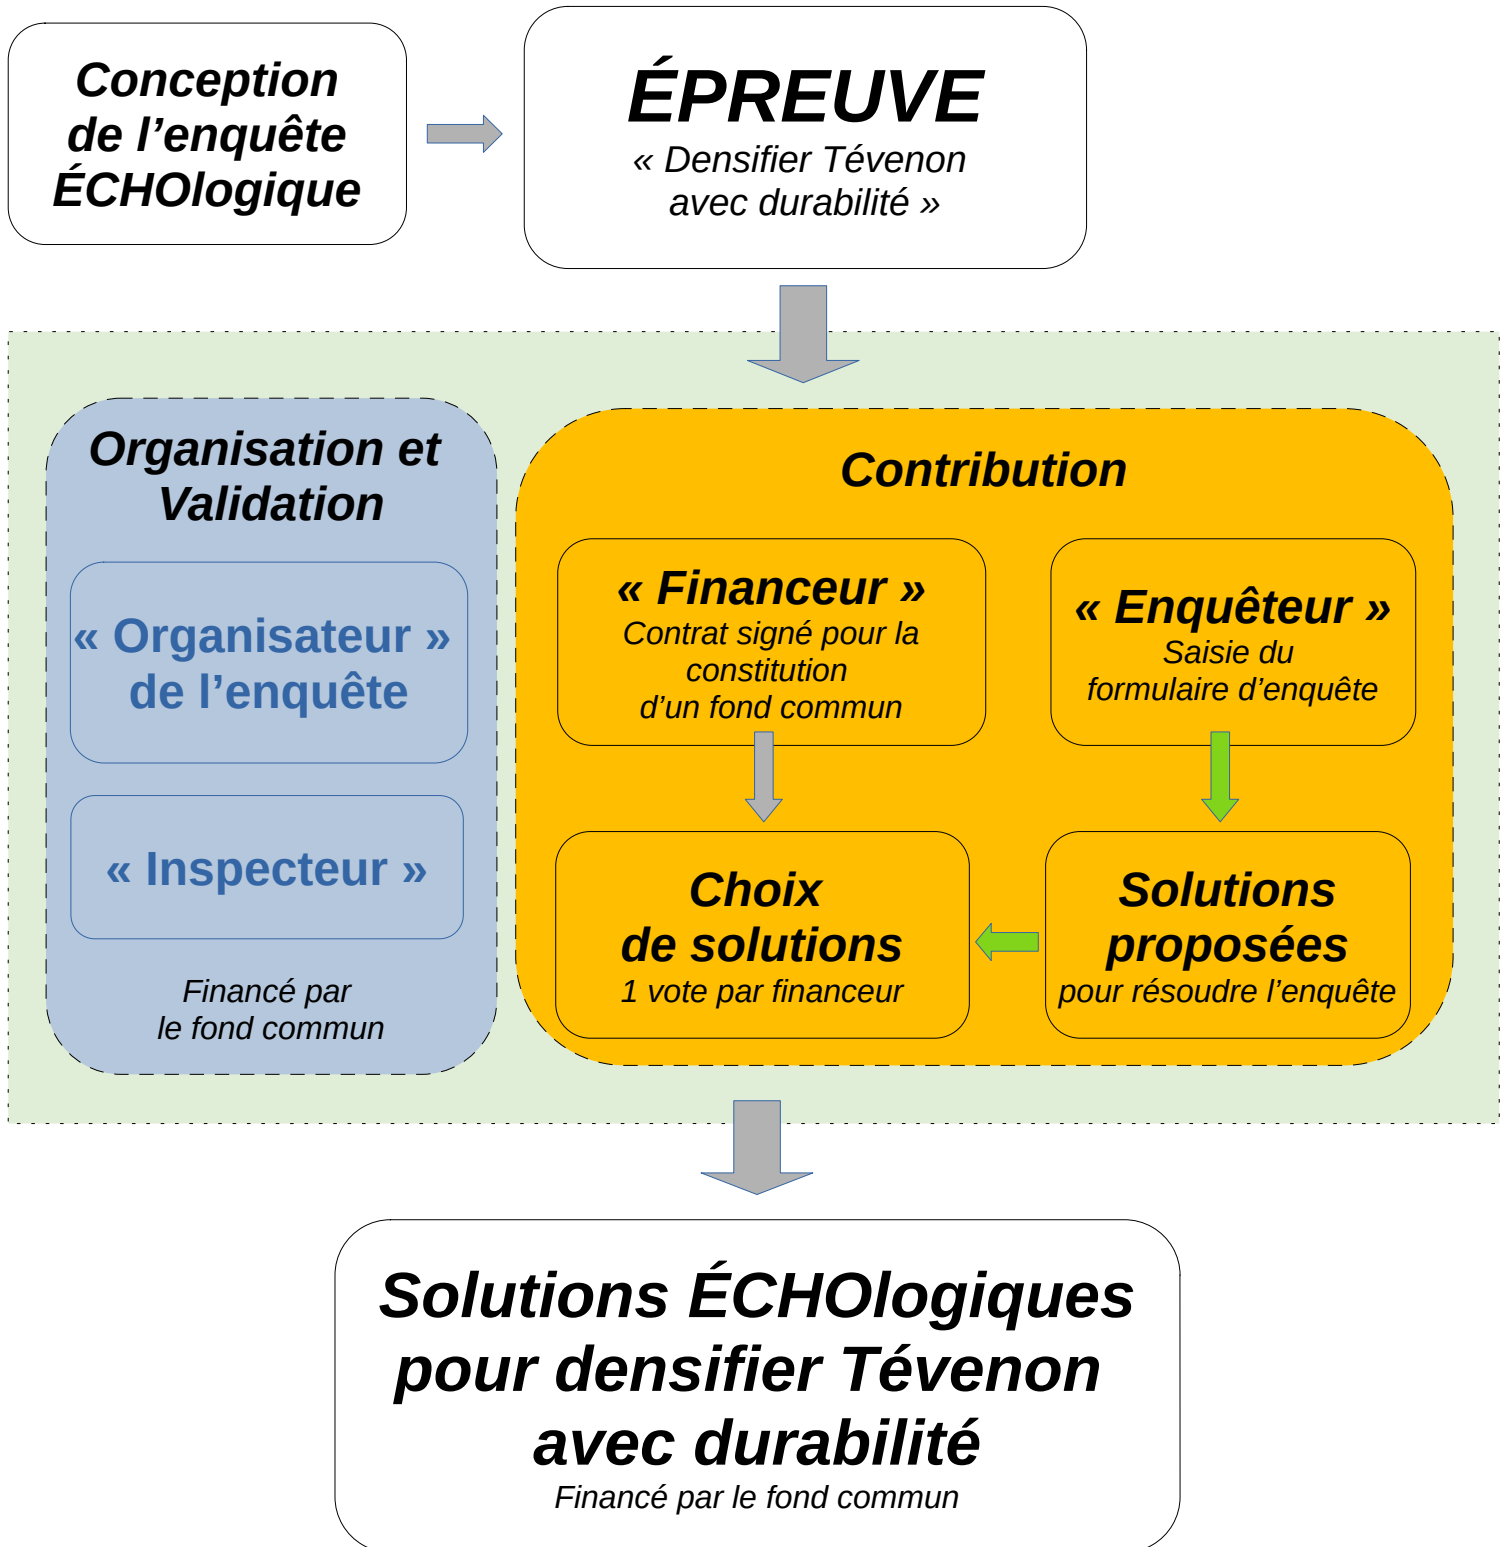 Conception
de l’enquête
ÉCHOlogique
ÉPREUVE
« Densifier Tévenon
avec durabilité »
Organisation et
Validation
« Organisateur »
de l’enquête
« Inspecteur »
Financé par
le fond commun
Contribution
« Financeur »
Contrat signé pour la
constitution
d’un fond commun
« Enquêteur »
Saisie du
formulaire d’enquête
Choix
de solutions
1 vote par financeur
Solutions
proposées
pour résoudre l’enquête
Solutions ÉCHOlogiques
pour densifier Tévenon
avec durabilité
Financé par le fond commun